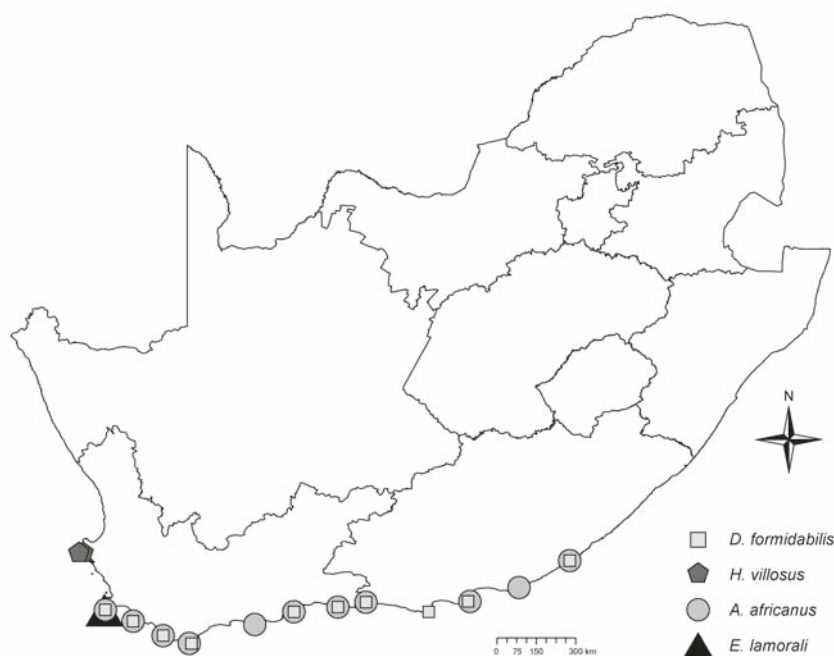 N
D. formidabilis
H. villosus
A. africanus
E. lamorali
0 75 150 300 km